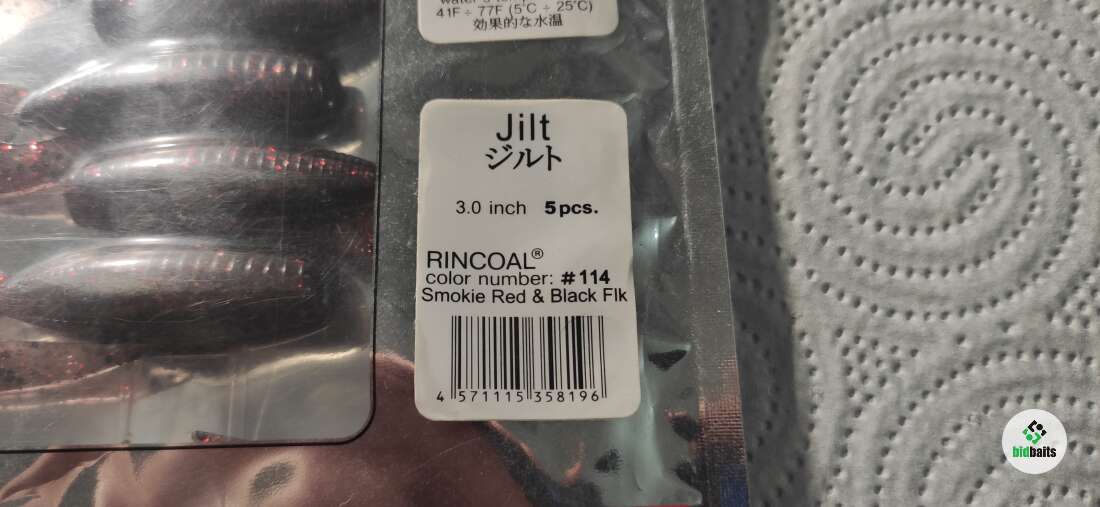 41F ÷ 77F (5°C ÷ 25°C)
効果的な水温
Jilt
ジルト
3.0 inch 5pcs.
RINCOAL®
color number: #114
Smokie Red & Black Flk
4 571115 358196
bidbaits